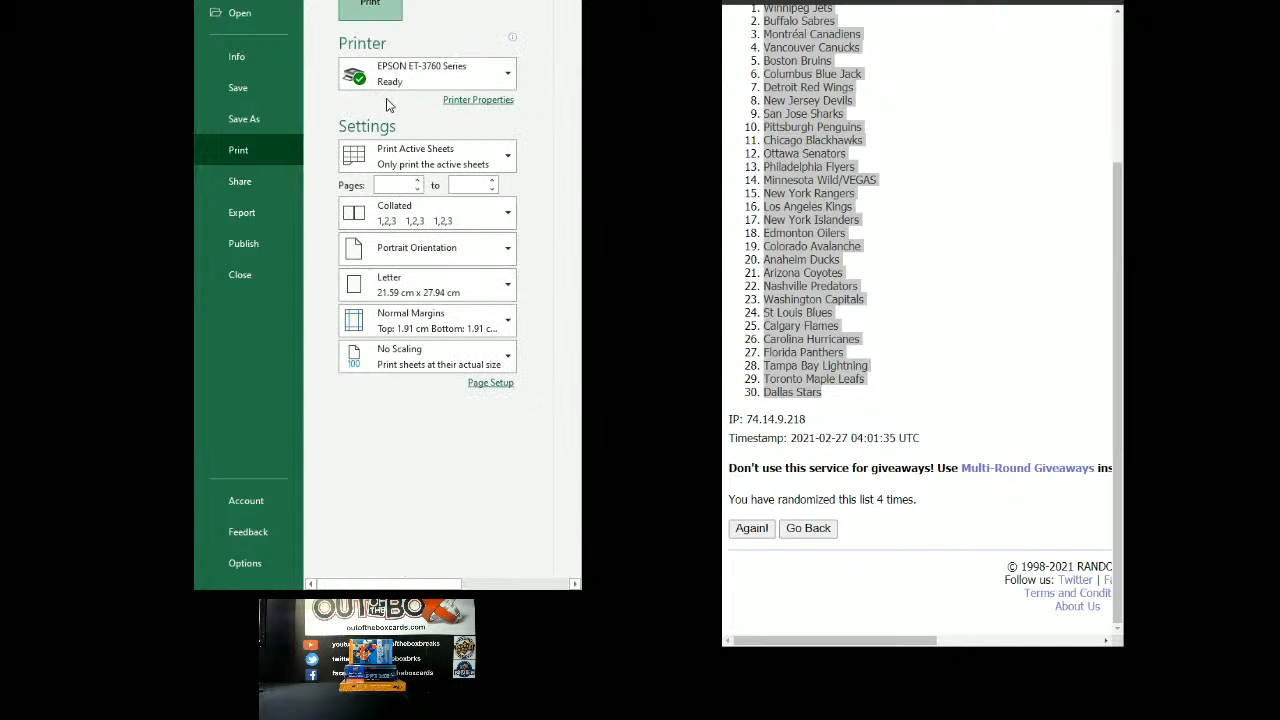 Open
Info
Save
Save As
Print
Share
Export
Publish
Close
Account
Feedback
Options
Print
Printer
EPSON ET-3760 Series
Ready
Printer Properties
Settings
Print Active Sheets
Only print the active sheets
Pages: to
Collated
1,2,3 1,2,3 1,2,3
Portrait Orientation
Letter
21.59 cm x 27.94 cm
Normal Margins
Top: 1.91 cm Bottom: 1.91 c...
No Scaling
100
Print sheets at their actual size
Page Setup
OUT OF THE BOX
outoftheboxcards.com
1. Winnipeg Jets
2. Buffalo Sabres
3. Montréal Canadiens
4. Vancouver Canucks
5. Boston Bruins
6. Columbus Blue Jack
7. Detroit Red Wings
8. New Jersey Devils
9. San Jose Sharks
10. Pittsburgh Penguins
11. Chicago Blackhawks
12. Ottawa Senators
13. Philadelphia Flyers
14. Minnesota Wild/VEGAS
15. New York Rangers
16. Los Angeles Kings
17. New York Islanders
18. Edmonton Oilers
19. Colorado Avalanche
20. Anaheim Ducks
21. Arizona Coyotes
22. Nashville Predators
23. Washington Capitals
24. St Louis Blues
25. Calgary Flames
26. Carolina Hurricanes
27. Florida Panthers
28. Tampa Bay Lightning
29. Toronto Maple Leafs
30. Dallas Stars
IP: 74.14.9.218
Timestamp: 2021-02-27 04:01:35 UTC
Don't use this service for giveaways! Use Multi-Round Giveaways ins
You have randomized this list 4 times.
Again! Go Back
© 1998-2021 RANDO
Follow us: Twitter | Fa
Terms and Condit
About Us